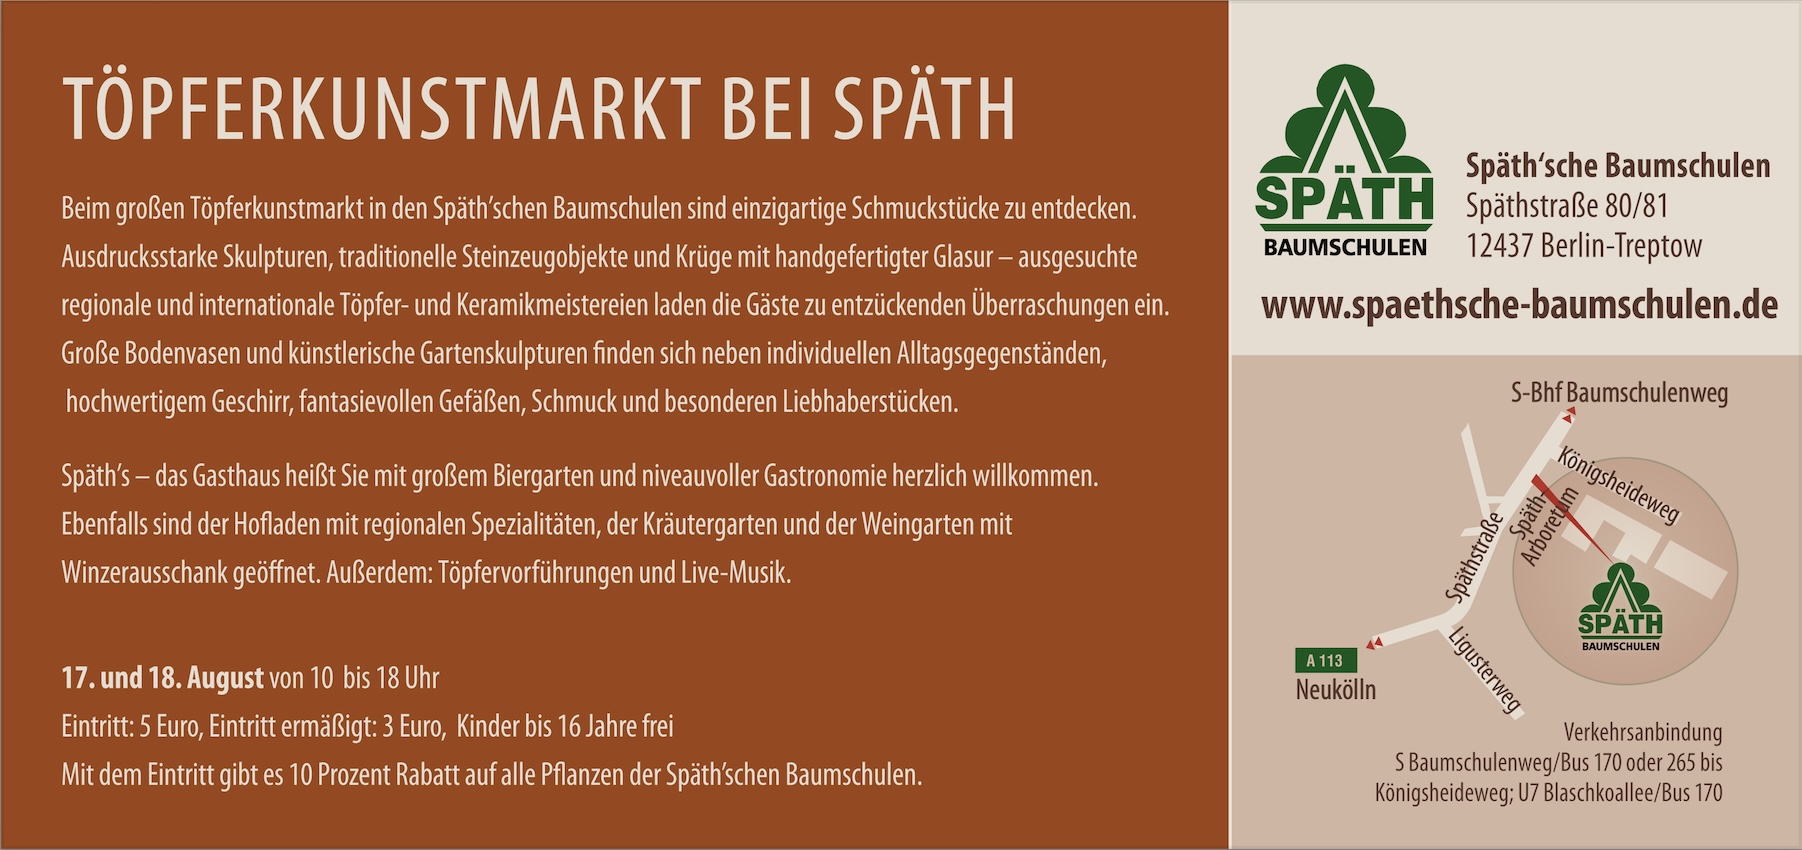 TÖPFERKUNSTMARKT BEI SPÄTH
Beim großen Töpferkunstmarkt in den Späth’schen Baumschulen sind einzigartige Schmuckstücke zu entdecken.
Ausdrucksstarke Skulpturen, traditionelle Steinzeugobjekte und Krüge mit handgefertigter Glasur – ausgesuchte
regionale und internationale Töpfer- und Keramikmeistereien laden die Gäste zu entzückenden Überraschungen ein.
Große Bodenvasen und künstlerische Gartenskulpturen finden sich neben individuellen Alltagsgegenständen,
hochwertigem Geschirr, fantasievollen Gefäßen, Schmuck und besonderen Liebhaberstücken.
Späth’s – das Gasthaus heißt Sie mit großem Biergarten und niveauvoller Gastronomie herzlich willkommen.
Ebenfalls sind der Hofladen mit regionalen Spezialitäten, der Kräutergarten und der Weingarten mit
Winzerausschank geöffnet. Außerdem: Töpfervorführungen und Live-Musik.
17. und 18. August von 10 bis 18 Uhr
Eintritt: 5 Euro, Eintritt ermäßigt: 3 Euro, Kinder bis 16 Jahre frei
Mit dem Eintritt gibt es 10 Prozent Rabatt auf alle Pflanzen der Späth’schen Baumschulen.
SPÄTH
BAUMSCHULEN
Späth‘sche Baumschulen
Späthstraße 80/81
12437 Berlin-Treptow
www.spaethsche-baumschulen.de
S-Bhf Baumschulenweg
Königsheideweg
Späth-
Arboretum
Späthstraße
SPÄTH
BAUMSCHULEN
Ligusterweg
A 113
Neukölln
Verkehrsanbindung
S Baumschulenweg/Bus 170 oder 265 bis
Königsheideweg; U7 Blaschkoallee/Bus 170